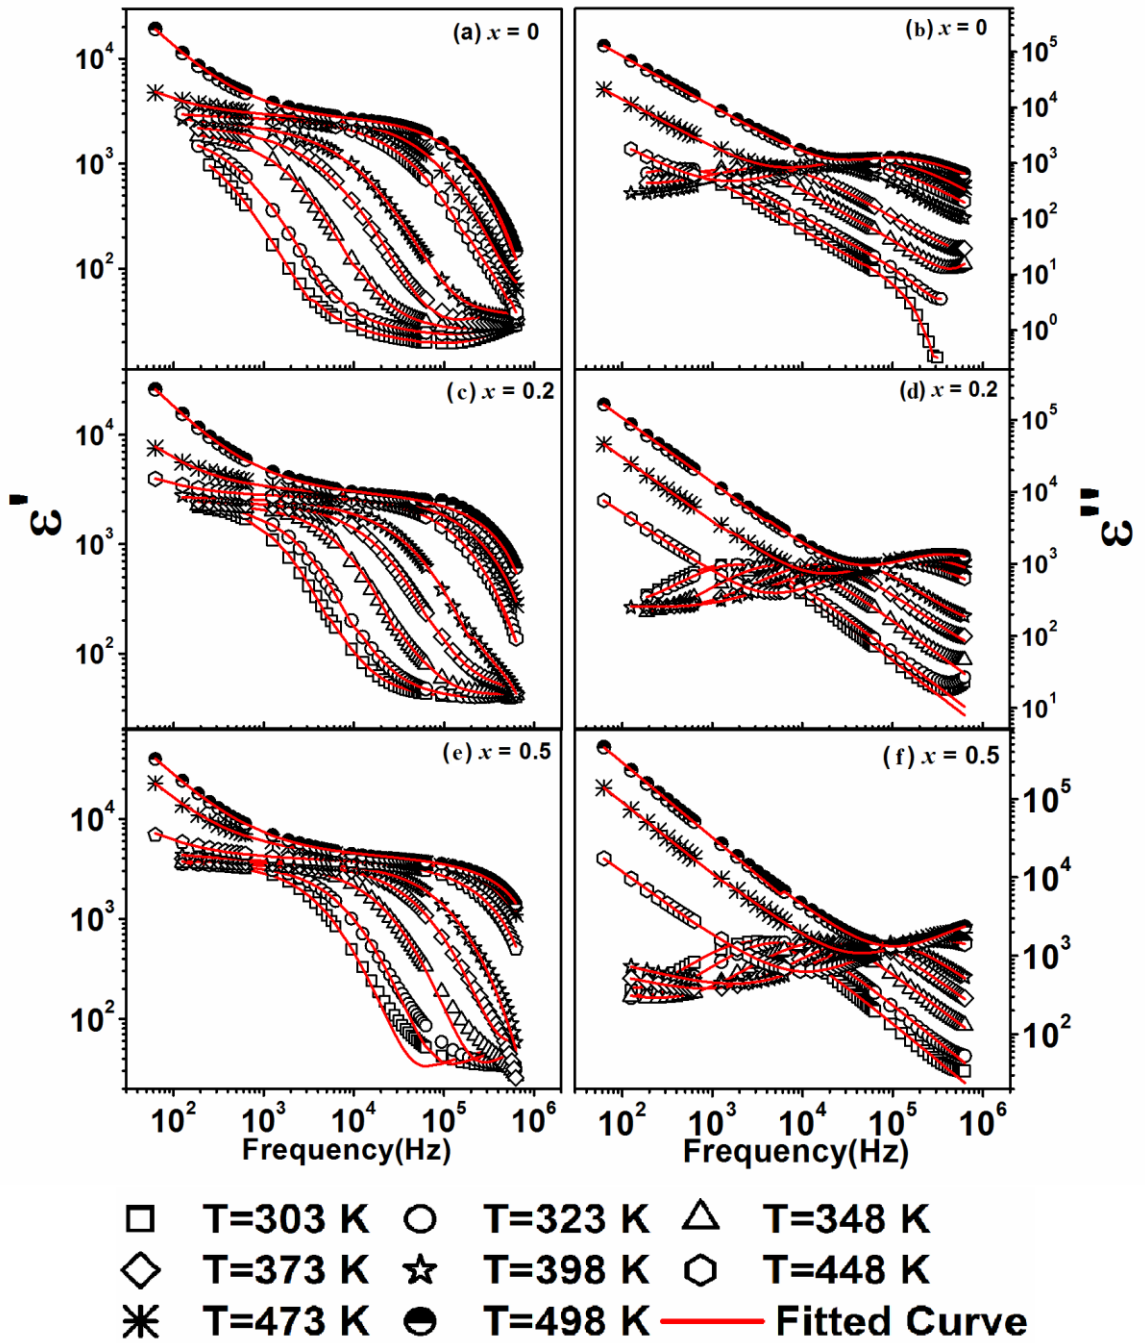 (a) x = 0
(b) x = 0
10^4
10^3
10^2
10^5
10^4
10^3
10^2
10^1
10^0
(c) x = 0.2
(d) x = 0.2
10^4
10^3
10^2
10^5
10^4
10^3
10^2
10^1
ε'
ε''
(e) x = 0.5
(f) x = 0.5
10^4
10^3
10^2
10^5
10^4
10^3
10^2
10^2 10^3 10^4 10^5 10^6
10^2 10^3 10^4 10^5 10^6
Frequency(Hz)
Frequency(Hz)
T=303 K T=323 K T=348 K
T=373 K T=398 K T=448 K
T=473 K T=498 K Fitted Curve